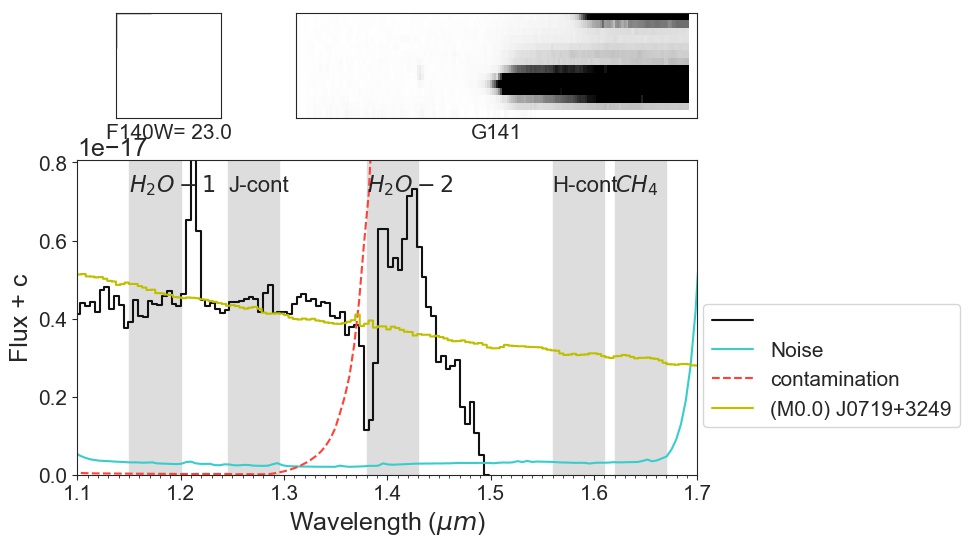 F140W= 23.0
G141
1e−17
H₂O − 1
J-cont
H₂O − 2
H-cont
CH₄
0.8
0.6
0.4
0.2
0.0
Flux + c
1.1
1.2
1.3
1.4
1.5
1.6
1.7
Wavelength (μm)
Noise
contamination
(M0.0) J0719+3249